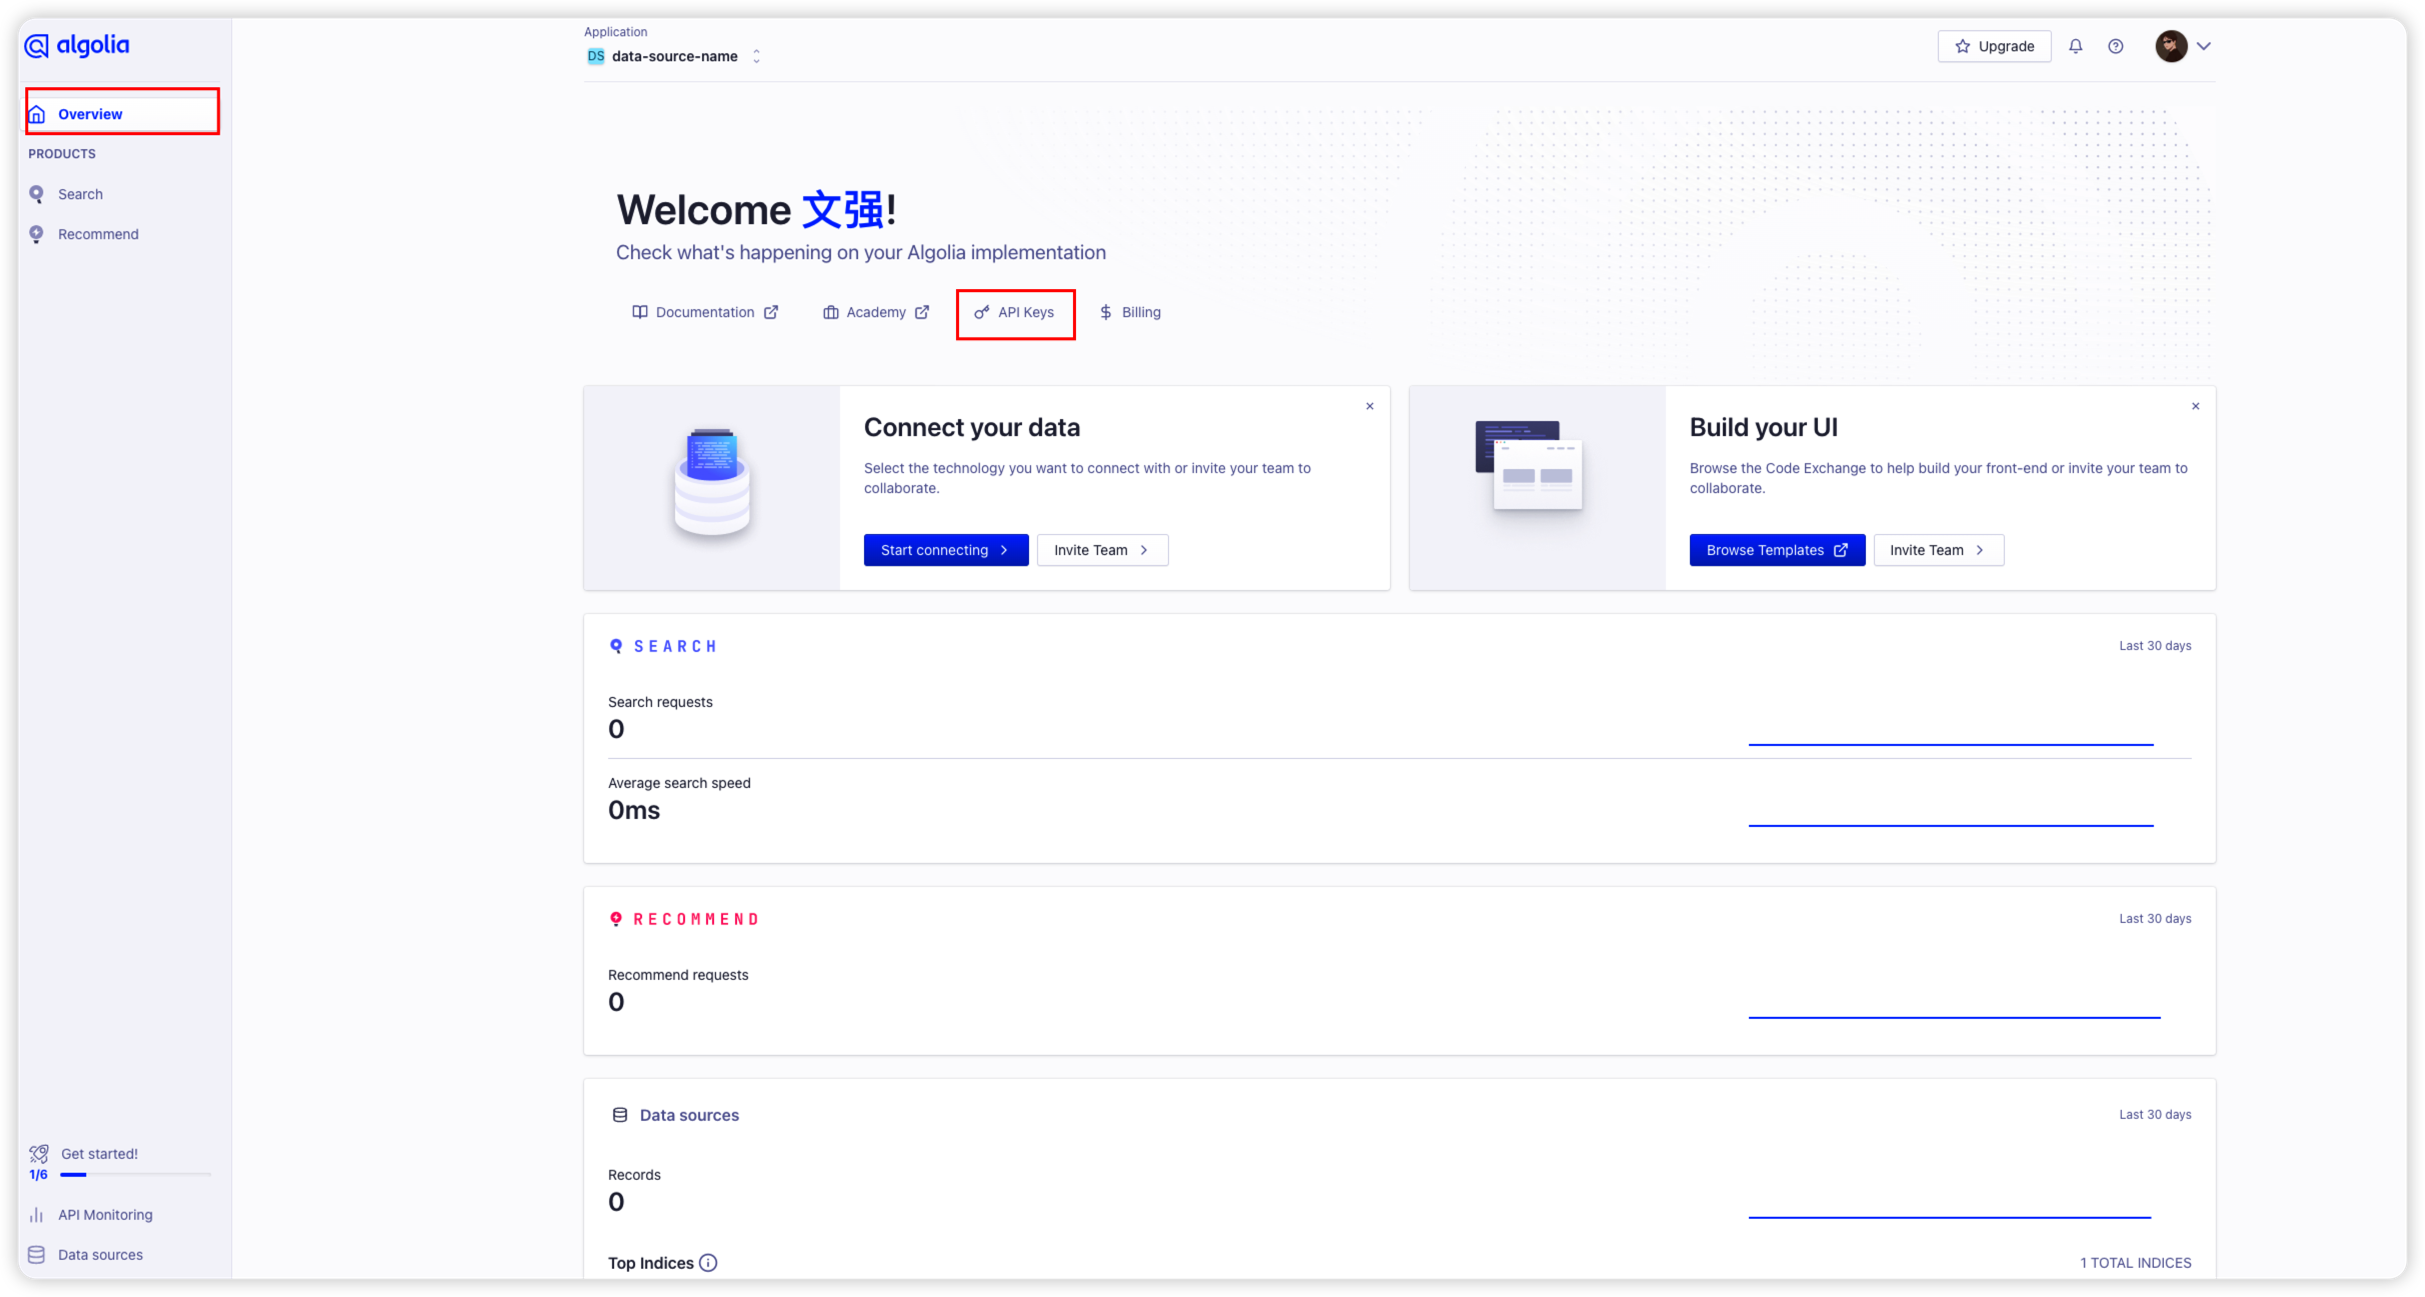 algolia
Overview
PRODUCTS
Search
Recommend
Get started!
1/6
API Monitoring
Data sources
Application
DS data-source-name
Upgrade
Welcome 文强!
Check what's happening on your Algolia implementation
Documentation
Academy
API Keys
Billing
Connect your data
Select the technology you want to connect with or invite your team to
collaborate.
Start connecting
Invite Team
Build your UI
Browse the Code Exchange to help build your front-end or invite your team to
collaborate.
Browse Templates
Invite Team
SEARCH
Last 30 days
Search requests
0
Average search speed
0ms
RECOMMEND
Last 30 days
Recommend requests
0
Data sources
Last 30 days
Records
0
Top Indices
1 TOTAL INDICES